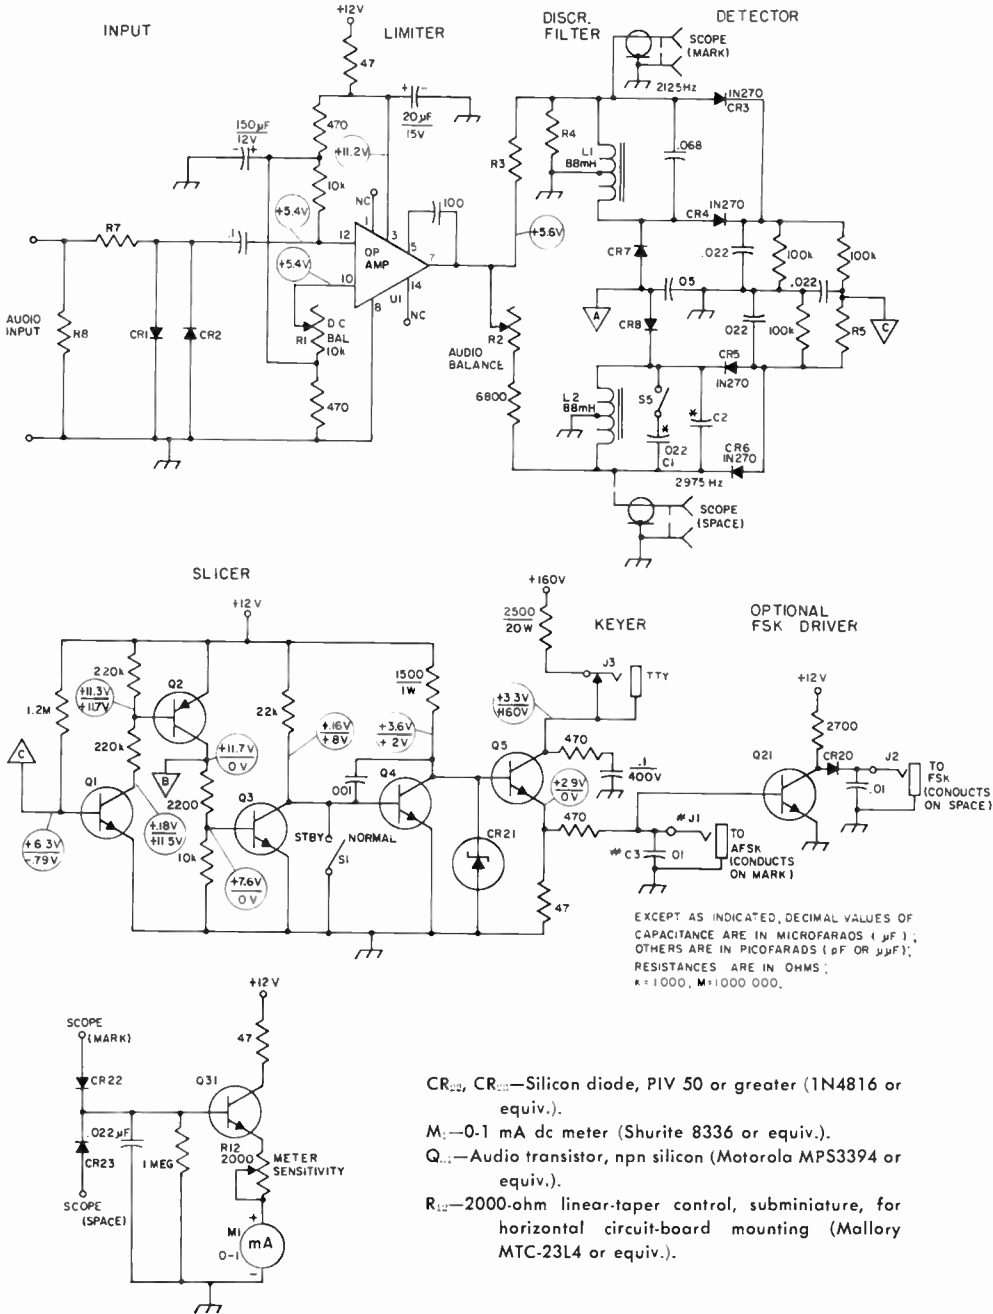 INPUT
+12V
LIMITER
DISCR.
FILTER
DETECTOR
SCOPE
(MARK)
47
+ -
20µF
15V
2125Hz
1N270
CR3
150µF
12V
- +
470
+11.2V
R3
R4
L1
88mH
.068
10k
NC
100
+5.4V
+5.6V
1N270
CR4
R7
.1
12
1
3
5
OP
AMP
7
CR7
.022
100k
100k
+5.4V
10
14
U1
8
NC
.05
.022
A
C
AUDIO
INPUT
R8
CR1
CR2
R1
DC
BAL
10k
R2
AUDIO
BALANCE
CR8
.022
100k
R5
CR5
1N270
470
6800
L2
88mH
S5
*
.022
C1
*
C2
CR6
1N270
2975Hz
SCOPE
(SPACE)
SLICER
+12V
+160V
2500
20W
KEYER
OPTIONAL
FSK DRIVER
1.2M
220k
+11.3V
+11.7V
Q2
22k
1500
1W
J3
TTY
+12V
2700
220k
+.16V
+.8V
+3.6V
+.2V
+3.3V
+160V
C
B
+11.7V
0V
Q1
2200
Q3
.001
Q4
Q5
470
.1
400V
Q21
CR20
J2
TO
FSK
(CONDUCTS
ON SPACE)
.01
+2.9V
0V
+.18V
+11.5V
+6.3V
-.79V
10k
STBY
NORMAL
S1
CR21
470
#J1
TO
AFSK
(CONDUCTS
ON MARK)
#C3
.01
+7.6V
0V
47
EXCEPT AS INDICATED, DECIMAL VALUES OF
CAPACITANCE ARE IN MICROFARADS (µF);
OTHERS ARE IN PICOFARADS (pF OR µµF);
RESISTANCES ARE IN OHMS;
k=1000, M=1000 000.
+12V
SCOPE
(MARK)
47
CR22
Q31
.022µF
CR23
1 MEG
R12
2000
METER
SENSITIVITY
SCOPE
(SPACE)
+
M1
0-1
mA
-
CR22, CR23—Silicon diode, PIV 50 or greater (1N4816 or
equiv.).
M1—0-1 mA dc meter (Shurite 8336 or equiv.).
Q31—Audio transistor, npn silicon (Motorola MPS3394 or
equiv.).
R12—2000-ohm linear-taper control, subminiature, for
horizontal circuit-board mounting (Mallory
MTC-23L4 or equiv.).